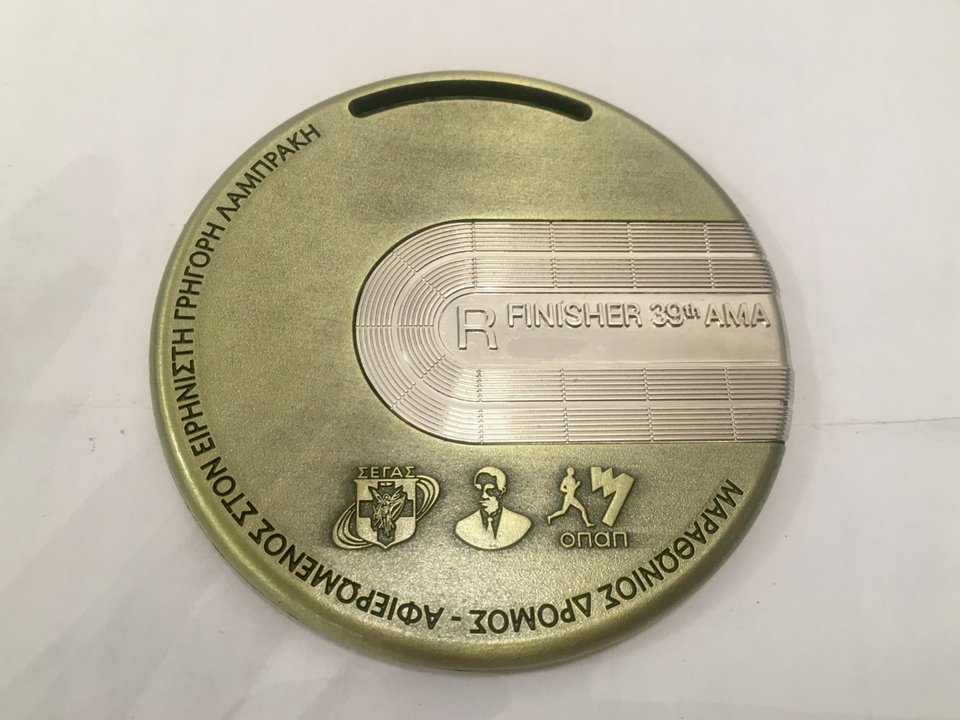 ΜΑΡΑΘΩΝΙΟΣ ΔΡΟΜΟΣ - ΑΦΙΕΡΩΜΕΝΟΣ ΣΤΟΝ ΕΙΡΗΝΙΣΤΗ ΓΡΗΓΟΡΗ ΛΑΜΠΡΑΚΗ
R FINISHER 39th AMA
ΣΕΓΑΣ
οπαπ